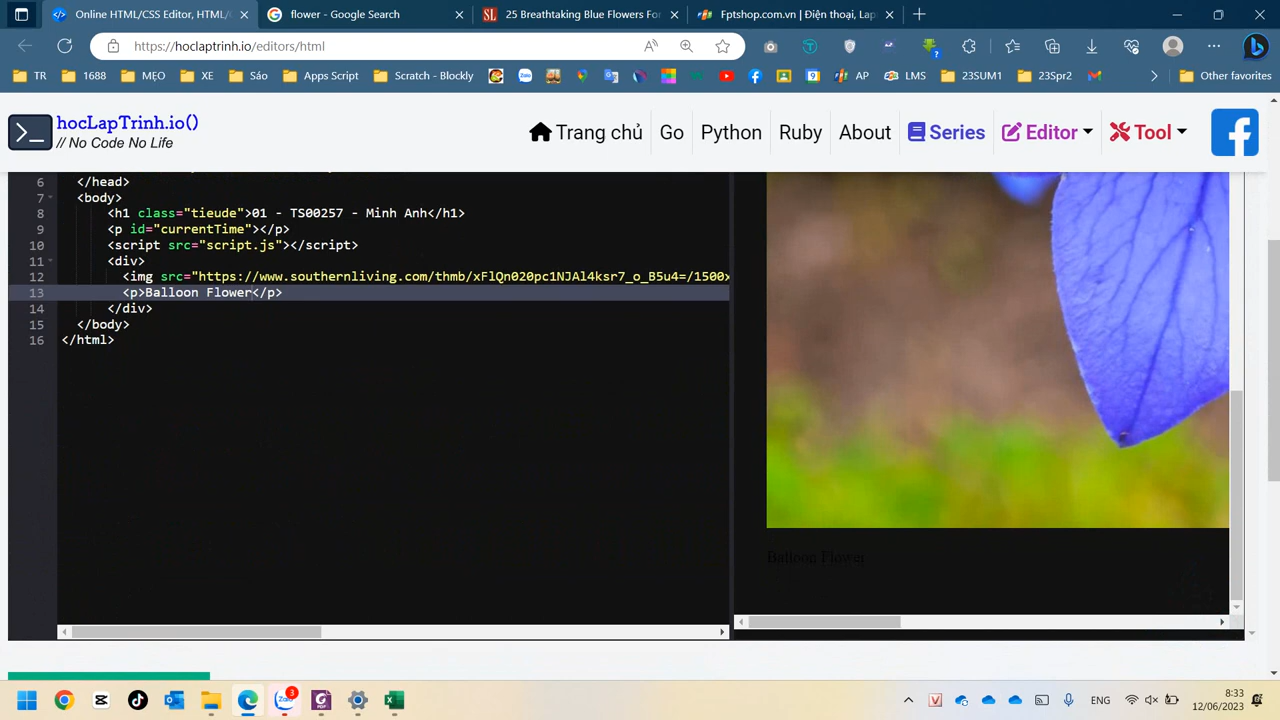 Online HTML/CSS Editor, HTML/
flower - Google Search
SL 25 Breathtaking Blue Flowers For
Fptshop.com.vn | Điện thoại, Lap
https://hoclaptrinh.io/editors/html
TR
1688
MẸO
XE
Sáo
Apps Script
Scratch - Blockly
AP
LMS
23SUM1
23Spr2
Other favorites
hocLapTrinh.io()
// No Code No Life
Trang chủ
Go
Python
Ruby
About
Series
Editor
Tool
6 </head>
7 <body>
8 <h1 class="tieude">01 - TS00257 - Minh Anh</h1>
9 <p id="currentTime"></p>
10 <script src="script.js"></script>
11 <div>
12 <img src="https://www.southernliving.com/thmb/xFlQn020pc1NJAl4ksr7_o_B5u4=/1500x
13 <p>Balloon Flower</p>
14 </div>
15 </body>
16 </html>
Balloon Flower
3
ENG
8:33
12/06/2023